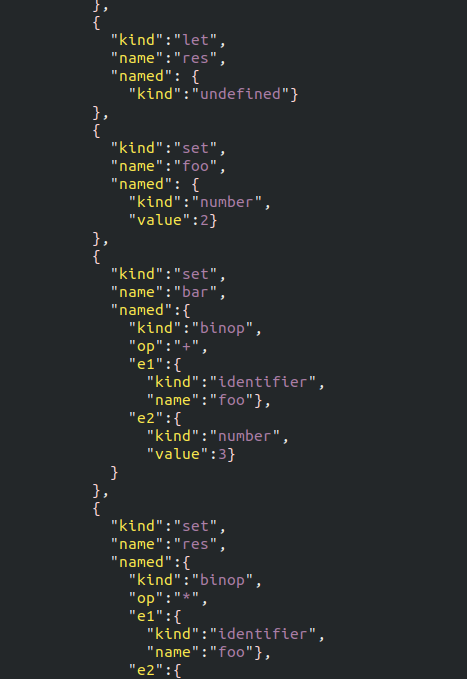 },
{
"kind":"let",
"name":"res",
"named": {
"kind":"undefined"}
},
{
"kind":"set",
"name":"foo",
"named": {
"kind":"number",
"value":2}
},
{
"kind":"set",
"name":"bar",
"named":{
"kind":"binop",
"op":"+",
"e1":{
"kind":"identifier",
"name":"foo"},
"e2":{
"kind":"number",
"value":3}
}
},
{
"kind":"set",
"name":"res",
"named":{
"kind":"binop",
"op":"*",
"e1":{
"kind":"identifier",
"name":"foo"},
"e2":{